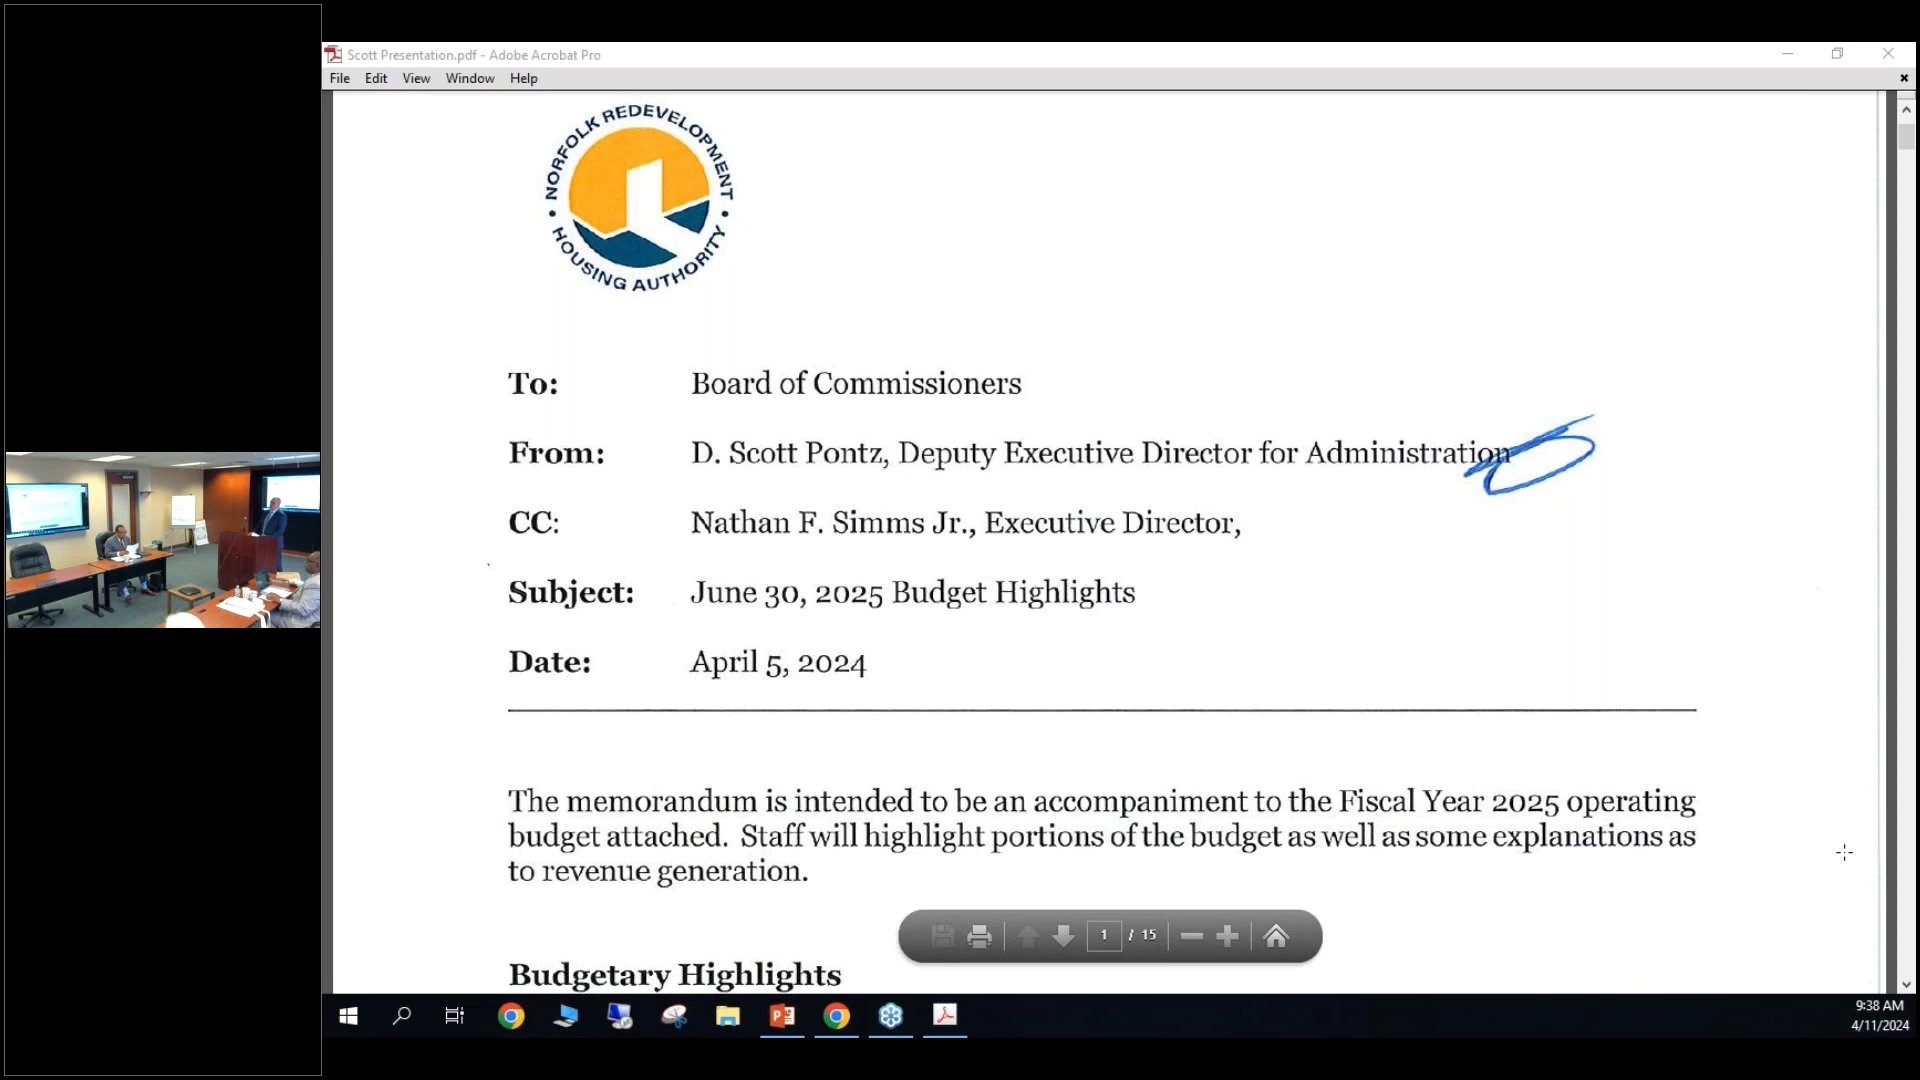 Scott Presentation.pdf - Adobe Acrobat Pro
File Edit View Window Help
NORFOLK REDEVELOPMENT
• HOUSING AUTHORITY •
To: Board of Commissioners
From: D. Scott Pontz, Deputy Executive Director for Administration
CC: Nathan F. Simms Jr., Executive Director,
Subject: June 30, 2025 Budget Highlights
Date: April 5, 2024
The memorandum is intended to be an accompaniment to the Fiscal Year 2025 operating
budget attached. Staff will highlight portions of the budget as well as some explanations as
to revenue generation.
1 / 15
Budgetary Highlights
9:38 AM
4/11/2024